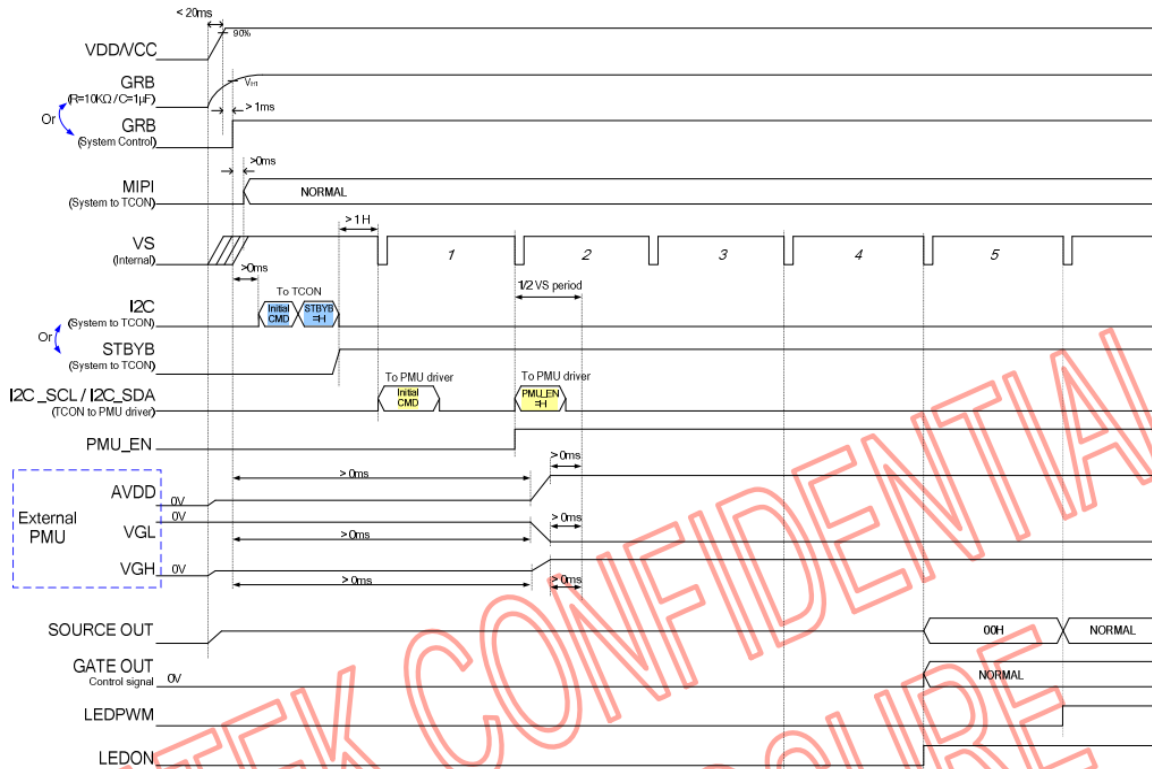 < 20ms
90%
VDD/VCC
GRB
(R=10KΩ/C=1μF)
VIH
> 1ms
Or
GRB
(System Control)
>0ms
MIPI
(System to TCON)
NORMAL
> 1H
VS
(Internal)
1
2
3
4
5
>0ms
1/2 VS period
To TCON
I2C
(System to TCON)
Initial CMD
STBYB =H
Or
STBYB
(System to TCON)
To PMU driver
To PMU driver
I2C_SCL / I2C_SDA
(TCON to PMU driver)
Initial CMD
PMU_EN =H
PMU_EN
> 0ms
> 0ms
AVDD
0V
External PMU
0V
VGL
> 0ms
> 0ms
VGH
0V
> 0ms
> 0ms
SOURCE OUT
00H
NORMAL
GATE OUT
Control signal
0V
NORMAL
LEDPWM
LEDON
TEK CONFIDENTIAL